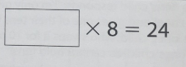 × 8 = 24